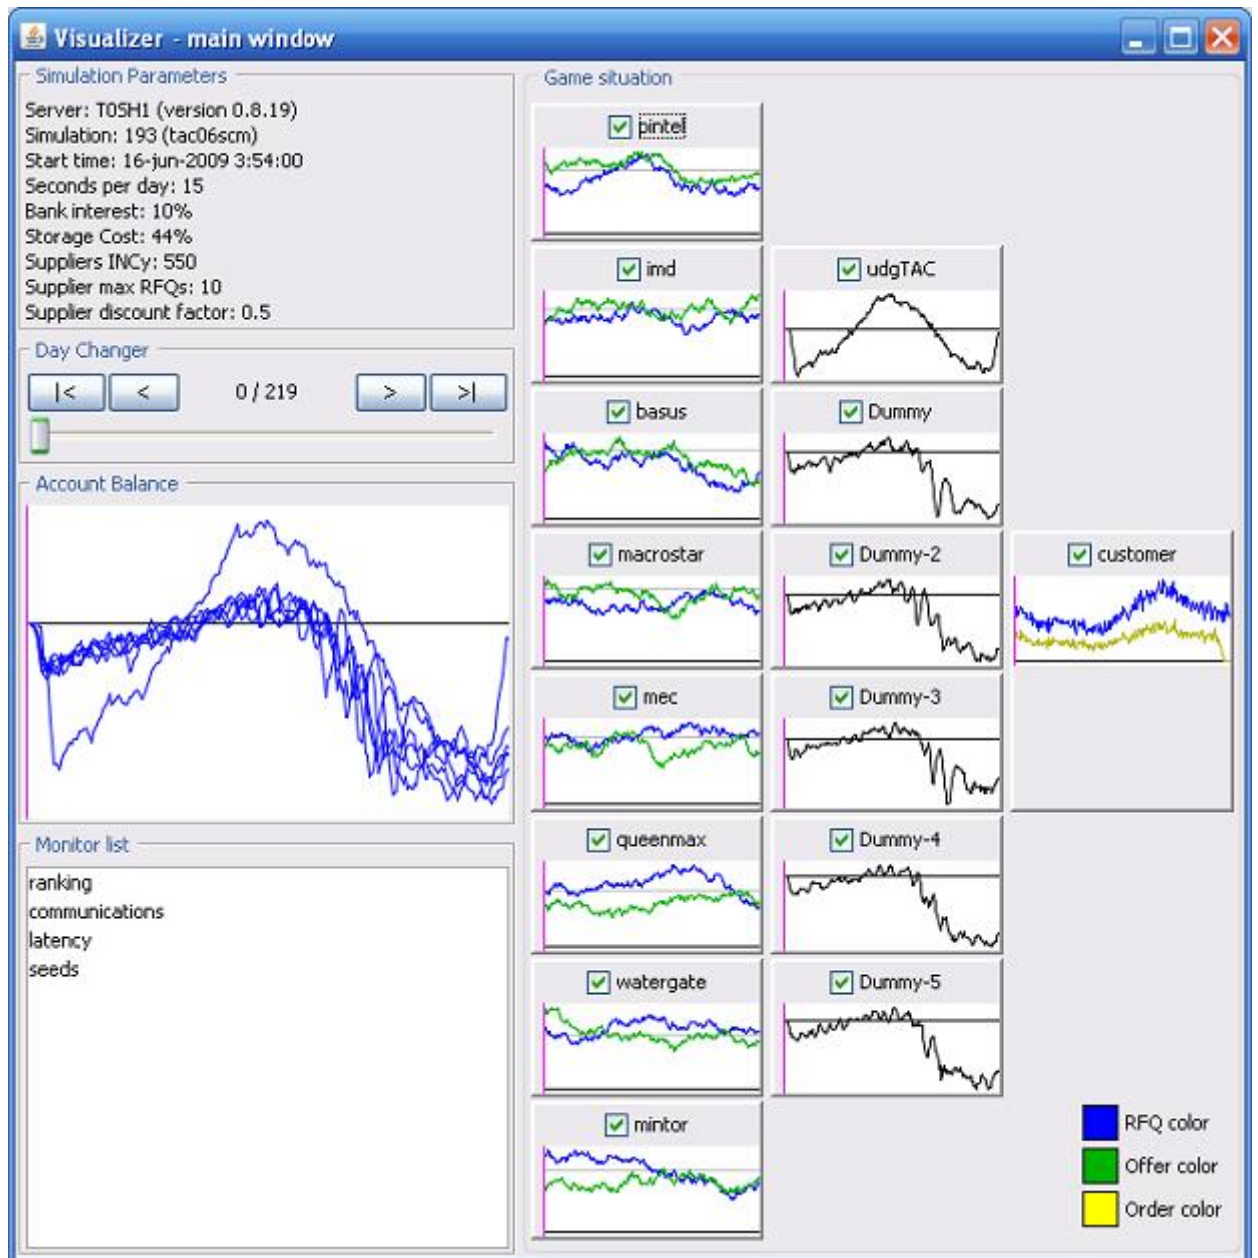 Visualizer - main window
Simulation Parameters
Server: TOSH1 (version 0.8.19)
Simulation: 193 (tac06scm)
Start time: 16-jun-2009 3:54:00
Seconds per day: 15
Bank interest: 10%
Storage Cost: 44%
Suppliers INCy: 550
Supplier max RFQs: 10
Supplier discount factor: 0.5
Day Changer
|<
<
0 / 219
>
>|
Account Balance
Monitor list
ranking
communications
latency
seeds
Game situation
pintel
imd
udgTAC
basus
Dummy
macrostar
Dummy-2
customer
mec
Dummy-3
queenmax
Dummy-4
watergate
Dummy-5
mintor
RFQ color
Offer color
Order color